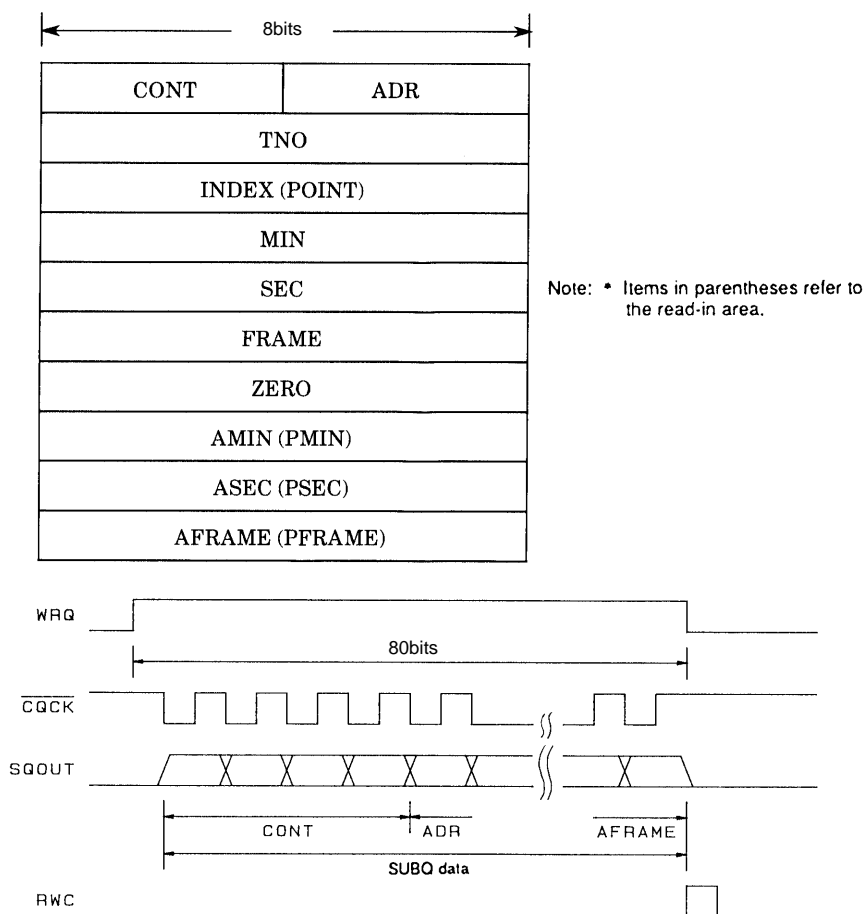 8bits
CONT ADR
TNO
INDEX (POINT)
MIN
SEC
FRAME
ZERO
AMIN (PMIN)
ASEC (PSEC)
AFRAME (PFRAME)
Note: * Items in parentheses refer to
the read-in area.
WRQ
80bits
CQCK
SQOUT
CONT ADR AFRAME
SUBQ data
RWC